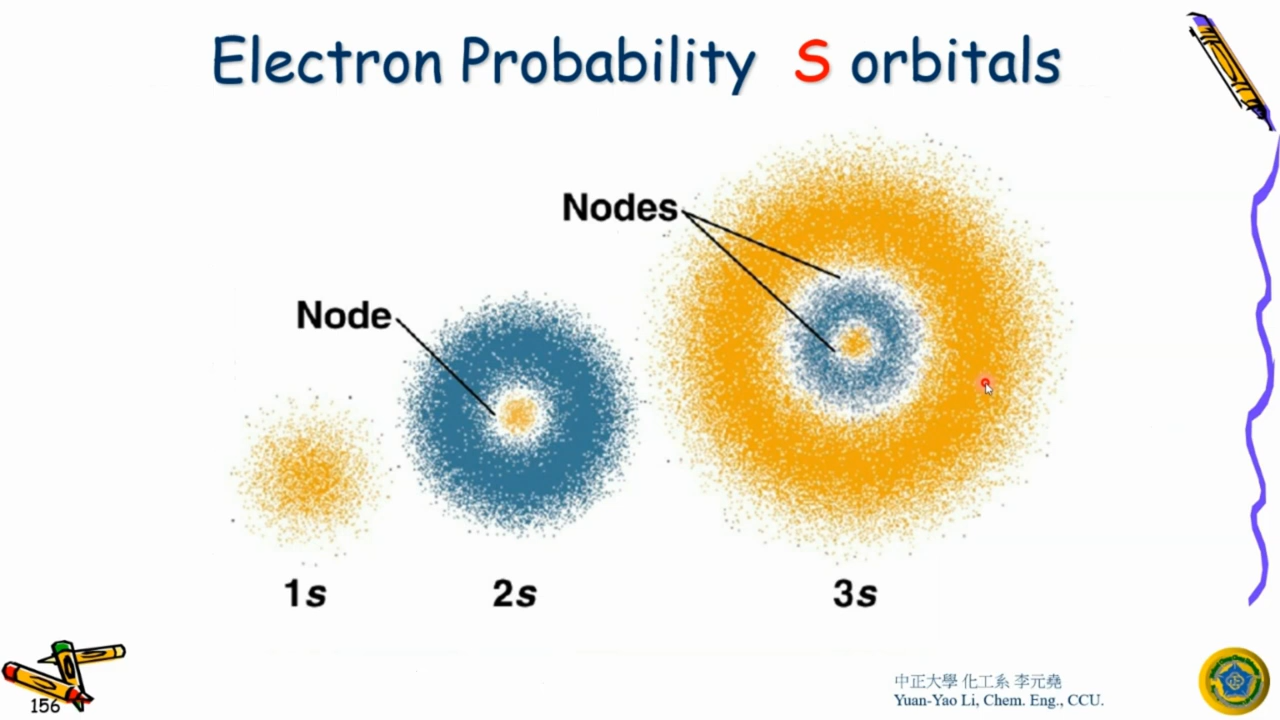 Electron Probability S orbitals
Nodes
Node
1s
2s
3s
156
中正大學 化工系 李元堯
Yuan-Yao Li, Chem. Eng., CCU.